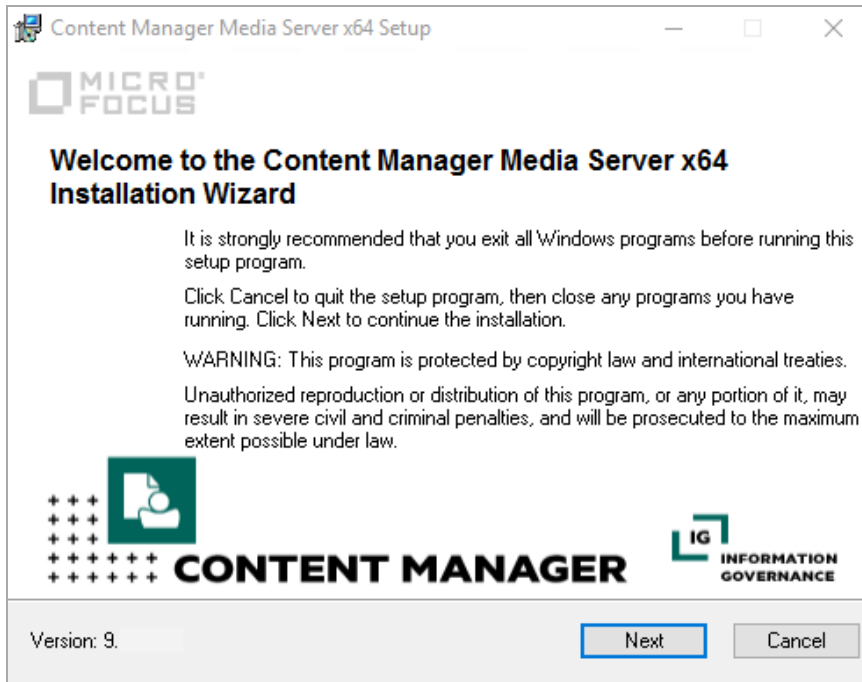 Content Manager Media Server x64 Setup
MICRO
FOCUS
Welcome to the Content Manager Media Server x64
Installation Wizard
It is strongly recommended that you exit all Windows programs before running this
setup program.
Click Cancel to quit the setup program, then close any programs you have
running. Click Next to continue the installation.
WARNING: This program is protected by copyright law and international treaties.
Unauthorized reproduction or distribution of this program, or any portion of it, may
result in severe civil and criminal penalties, and will be prosecuted to the maximum
extent possible under law.
CONTENT MANAGER
IG
INFORMATION
GOVERNANCE
Version: 9.
Next
Cancel